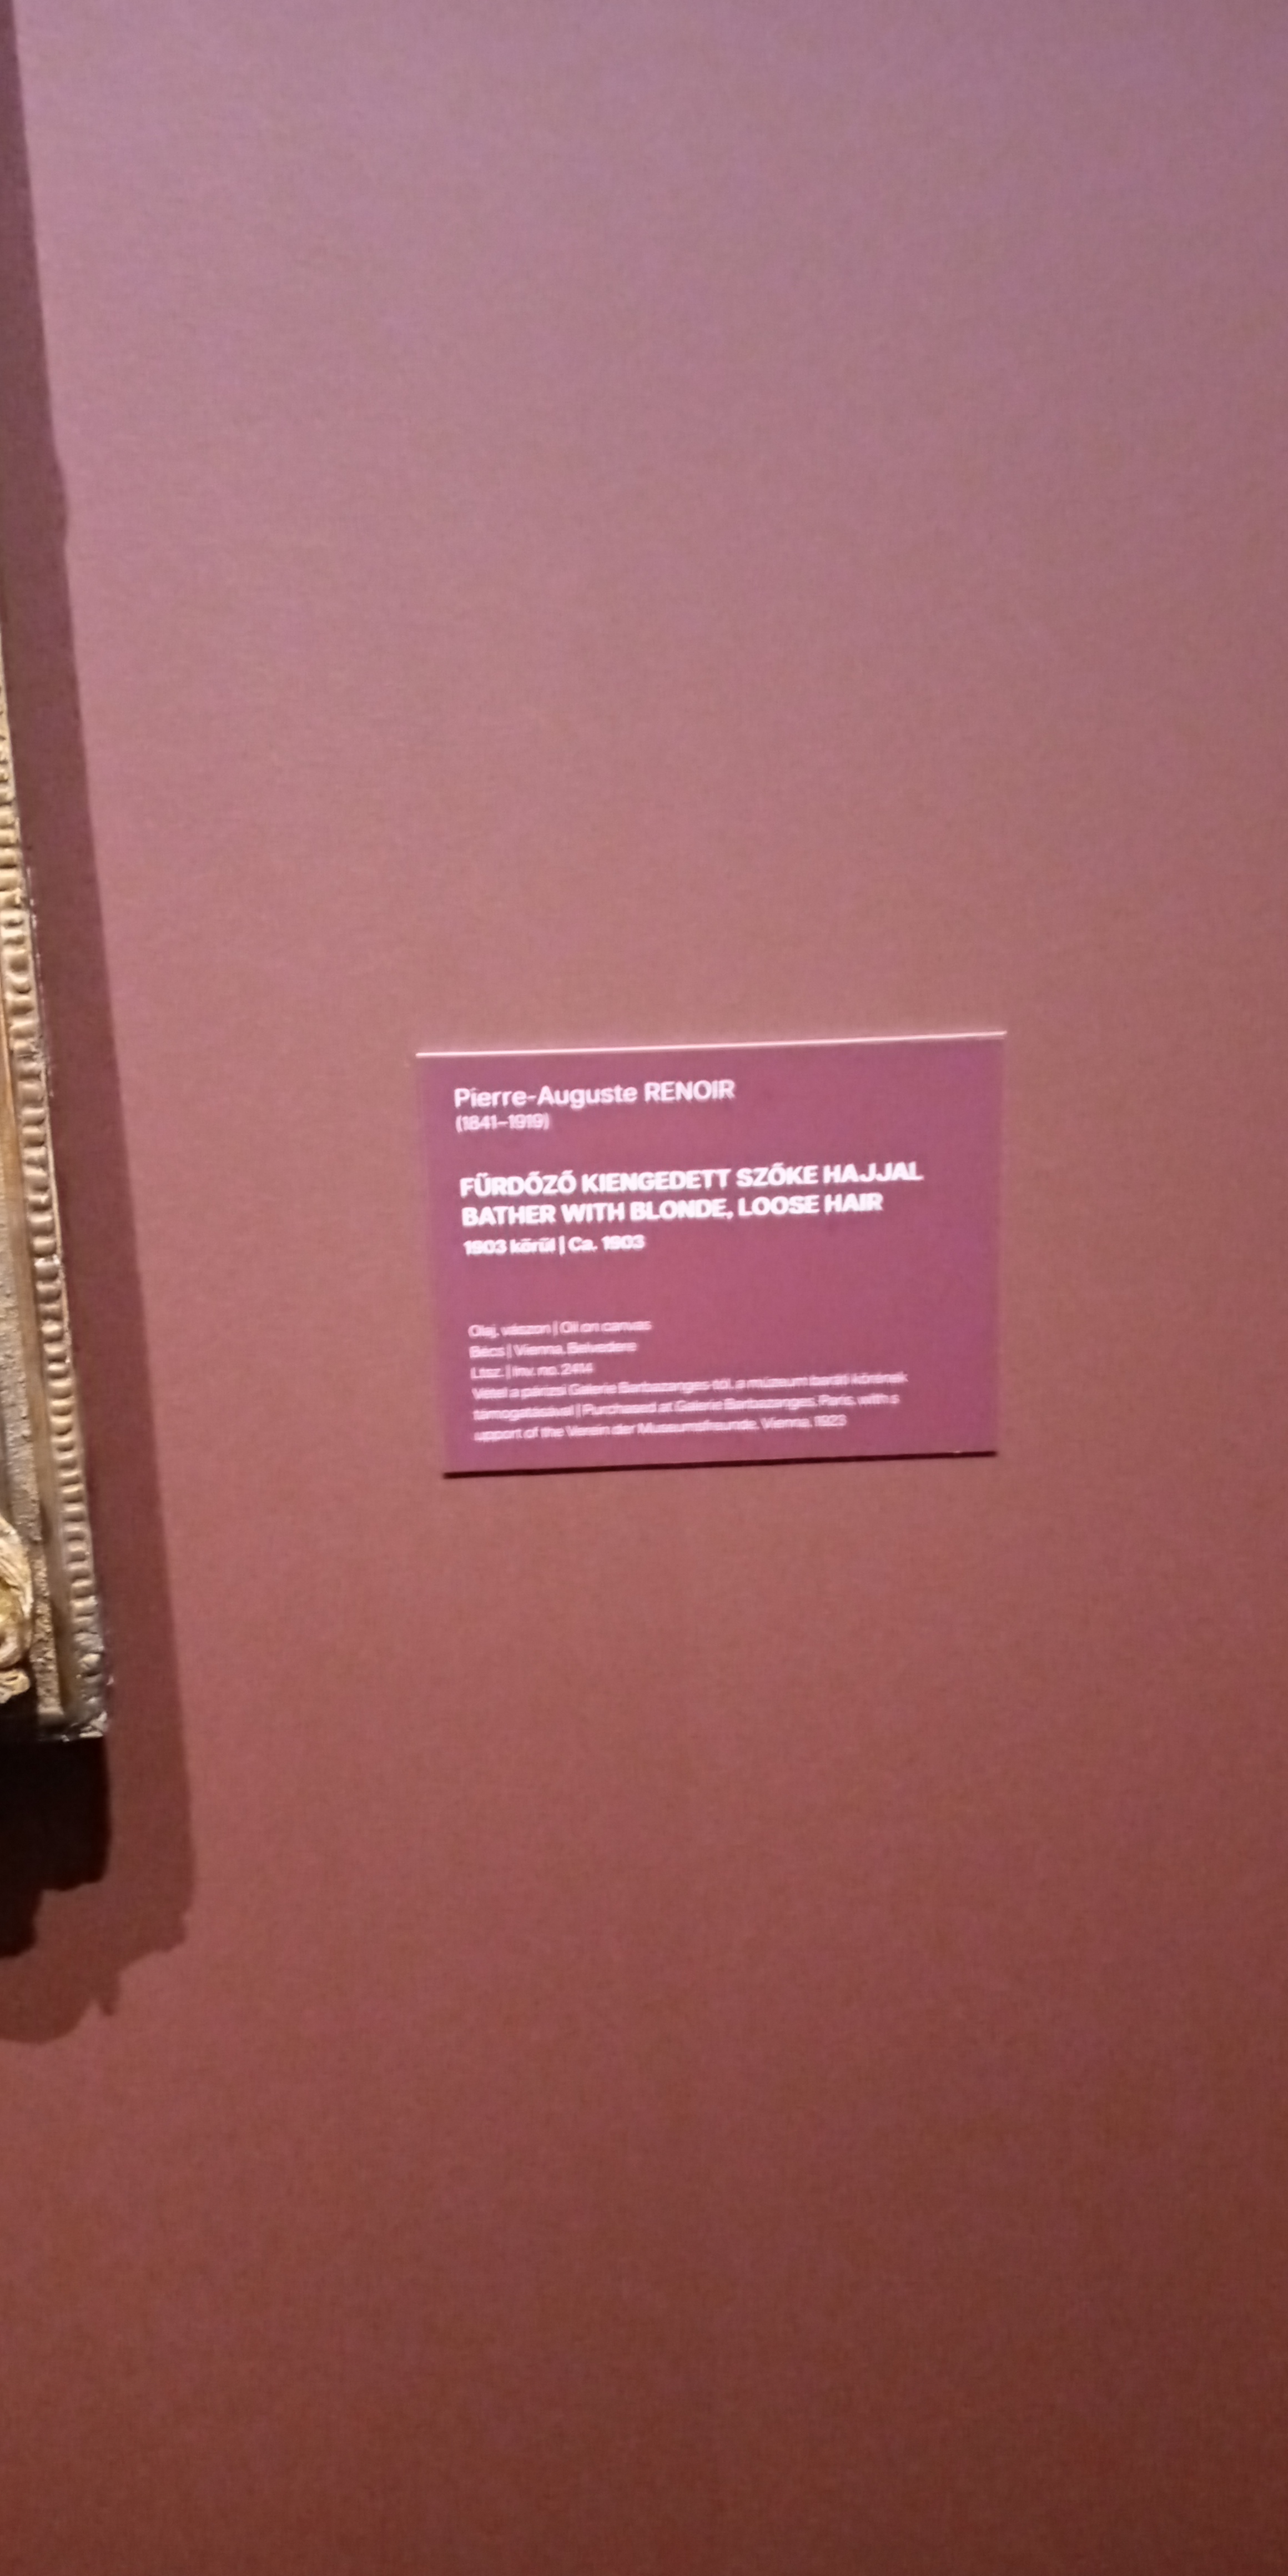 Pierre-Auguste RENOIR
(1841–1919)
FÜRDŐZŐ KIENGEDETT SZŐKE HAJJAL
BATHER WITH BLONDE, LOOSE HAIR
1903 körül | Ca. 1903
Olaj, vászon | Oil on canvas
Bécs | Vienna, Belvedere
Ltsz. | Inv. no. 2414
Vétel a párizsi Galerie Barbazanges-tól, a múzeum baráti körének
támogatásával | Purchased at Galerie Barbazanges, Paris, with s
upport of the Verein der Museumsfreunde, Vienna, 1923